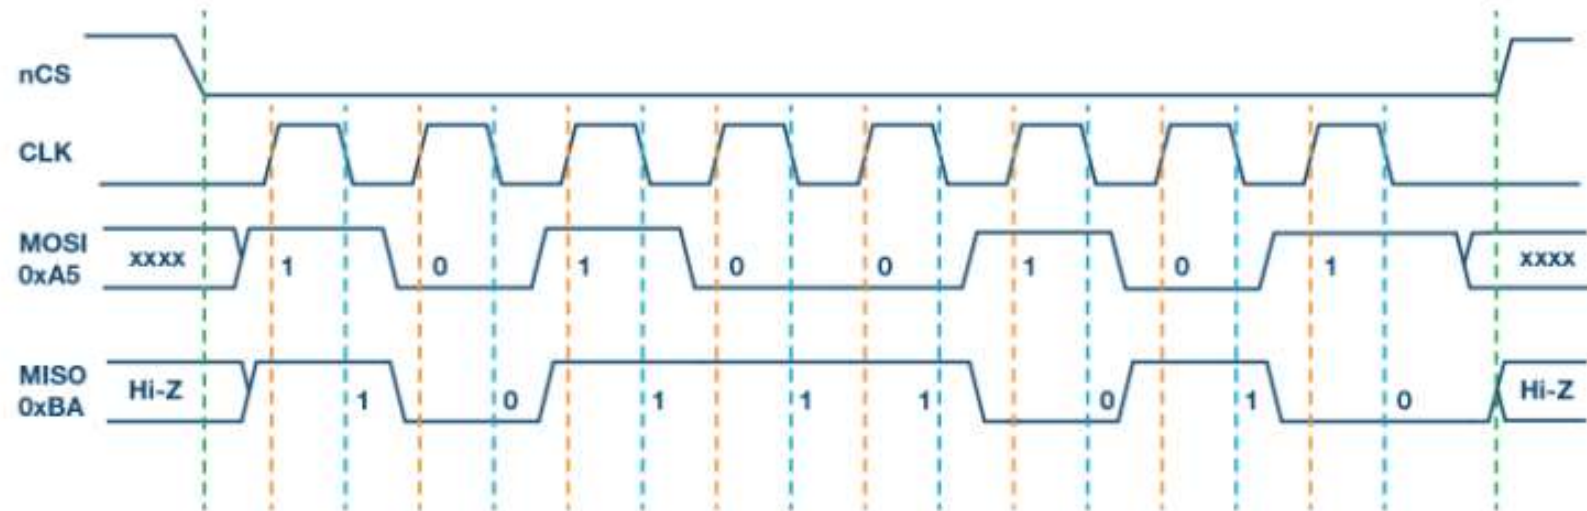 nCS
CLK
MOSI
0xA5
xxxx 1 0 1 0 0 1 0 1 xxxx
MISO
0xBA
Hi-Z 1 0 1 1 1 0 1 0 Hi-Z